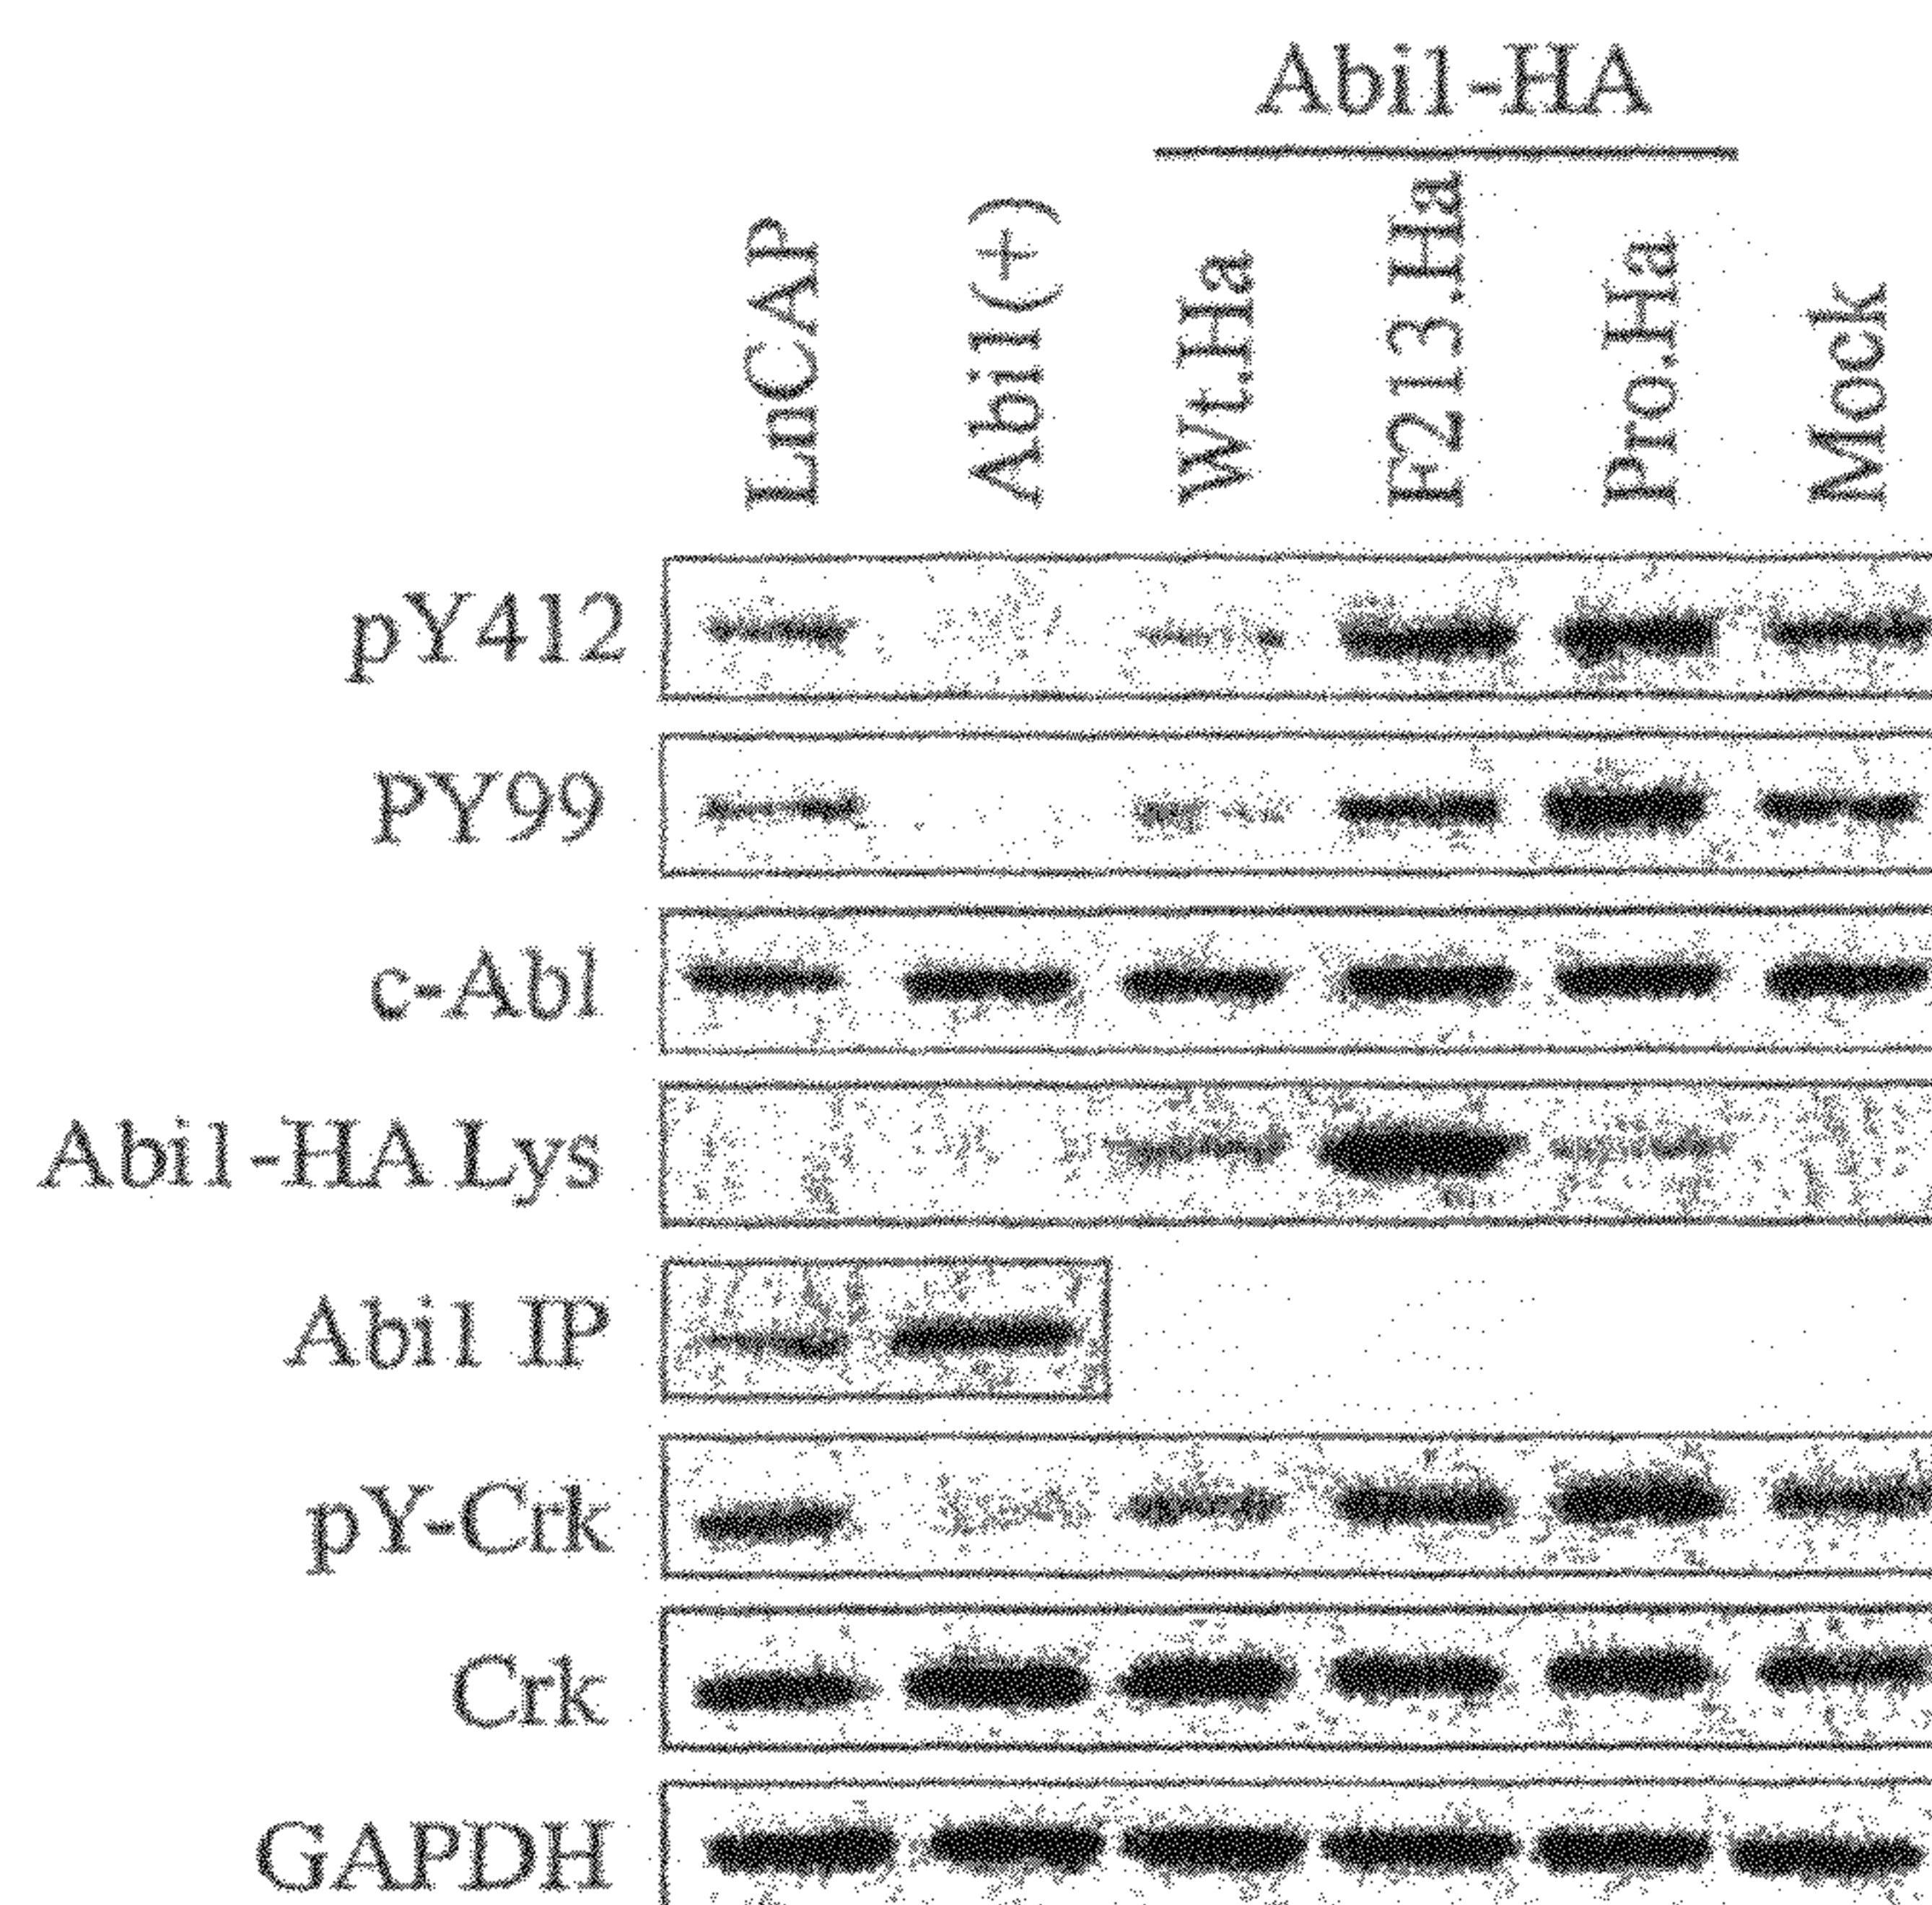 Abi1-HA
LnCAP
Abi1(+)
Wt.Ha
F213.Ha
Pro.Ha
Mock
pY412
PY99
c-Abl
Abi1-HA Lys
Abi1 IP
pY-Crk
Crk
GAPDH